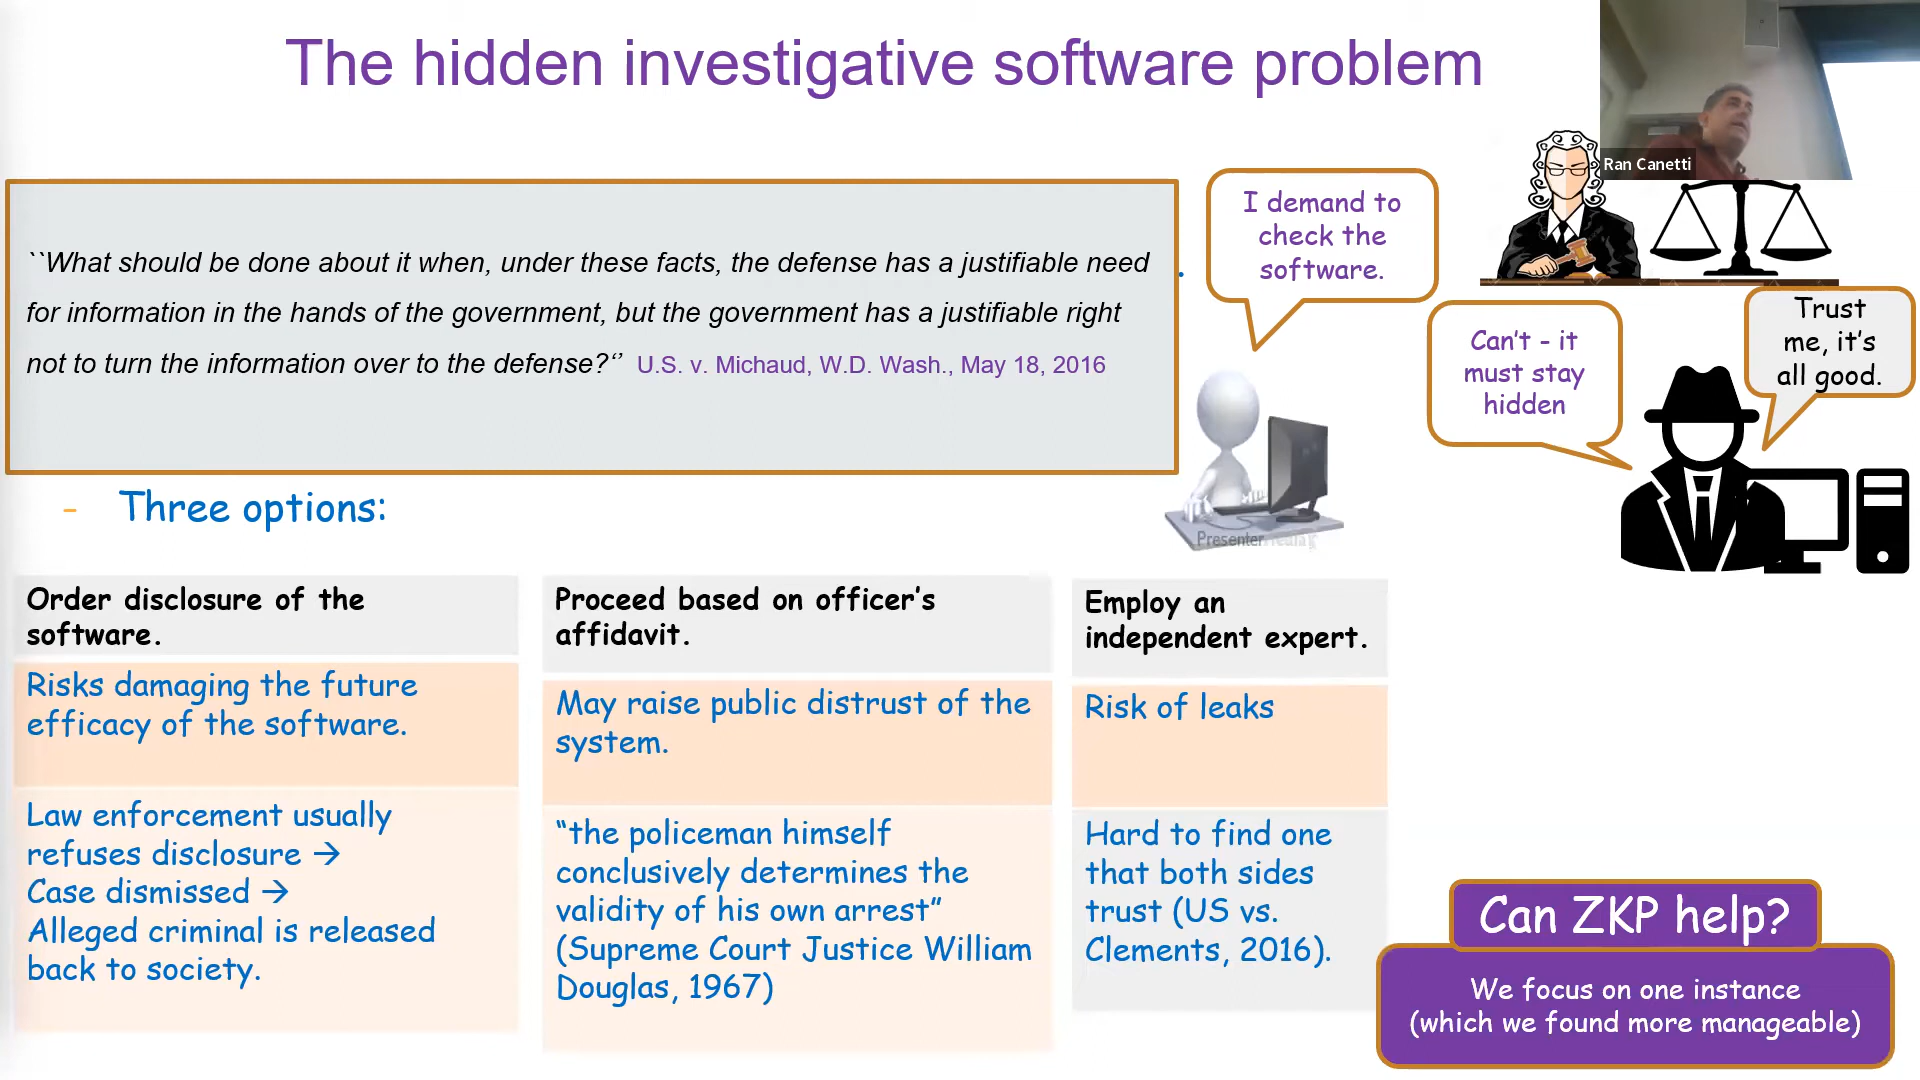 The hidden investigative software problem
Ran Canetti
``What should be done about it when, under these facts, the defense has a justifiable need
for information in the hands of the government, but the government has a justifiable right
not to turn the information over to the defense?‘’ U.S. v. Michaud, W.D. Wash., May 18, 2016
.
I demand to
check the
software.
Can’t - it
must stay
hidden
Trust
me, it’s
all good.
- Three options:
Order disclosure of the
software.
Risks damaging the future
efficacy of the software.
Law enforcement usually
refuses disclosure →
Case dismissed →
Alleged criminal is released
back to society.
Proceed based on officer’s
affidavit.
May raise public distrust of the
system.
“the policeman himself
conclusively determines the
validity of his own arrest”
(Supreme Court Justice William
Douglas, 1967)
Employ an
independent expert.
Risk of leaks
Hard to find one
that both sides
trust (US vs.
Clements, 2016).
Can ZKP help?
We focus on one instance
(which we found more manageable)